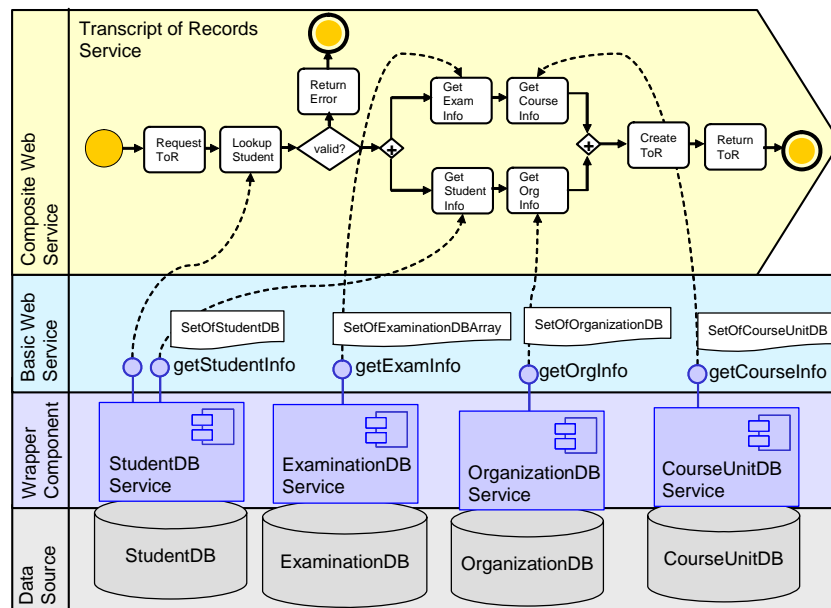 Transcript of Records
Service
Return
Error
Get
Exam
Info
Get
Course
Info
Request
ToR
Lookup
Student
valid?
Create
ToR
Return
ToR
Get
Student
Info
Get
Org
Info
Composite Web
Service
Basic Web
Service
SetOfStudentDB
SetOfExaminationDBArray
SetOfOrganizationDB
SetOfCourseUnitDB
getStudentInfo
getExamInfo
getOrgInfo
getCourseInfo
Wrapper
Component
StudentDB
Service
ExaminationDB
Service
OrganizationDB
Service
CourseUnitDB
Service
Data
Source
StudentDB
ExaminationDB
OrganizationDB
CourseUnitDB